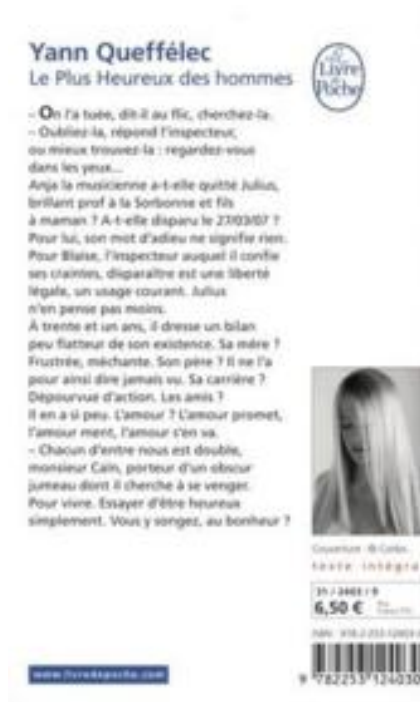 Yann Queffélec
Le Plus Heureux des hommes
Le
Livre
de
Poche
– On l'a tuée, dit-il au flic, cherchez-la.
– Oubliez-la, répond l'inspecteur,
ou mieux trouvez-la : regardez-vous
dans les yeux...
Anja la musicienne a-t-elle quitté Julius,
brillant prof à la Sorbonne et fils
à maman ? A-t-elle disparu le 27/03/07 ?
Pour lui, son mot d'adieu ne signifie rien.
Pour Blaise, l'inspecteur auquel il confie
ses craintes, disparaître est une liberté
légale, un usage courant. Julius
n'en pense pas moins.
À trente et un ans, il dresse un bilan
peu flatteur de son existence. Sa mère ?
Frustrée, méchante. Son père ? Il ne l'a
pour ainsi dire jamais vu. Sa carrière ?
Dépourvue d'action. Les amis ?
Il en a si peu. L'amour ? L'amour promet,
l'amour ment, l'amour s'en va.
– Chacun d'entre nous est double,
monsieur Caïn, porteur d'un obscur
jumeau dont il cherche à se venger.
Pour vivre. Essayer d'être heureux
simplement. Vous y songez, au bonheur ?
Couverture : © Corbis.
texte intégra
6,50 €
9 782253 124030
www.livredepoche.com